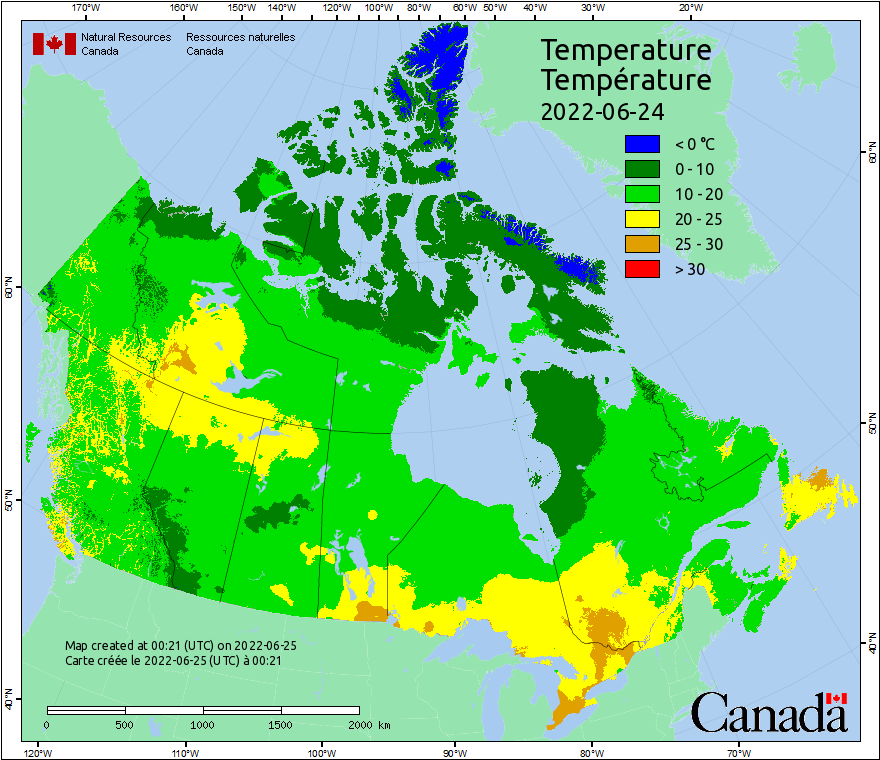 170°W 160°W 150°W 140°W 120°W 110°W 100°W 80°W 60°W 50°W 40°W 30°W 20°W
Natural Resources Canada
Ressources naturelles Canada
Temperature
Température
2022-06-24
< 0 °C
0 - 10
10 - 20
20 - 25
25 - 30
> 30
60°N
50°N
40°N
60°N
50°N
40°N
Map created at 00:21 (UTC) on 2022-06-25
Carte créée le 2022-06-25 (UTC) à 00:21
0 500 1000 1500 2000 km
Canada
120°W 110°W 100°W 90°W 80°W 70°W